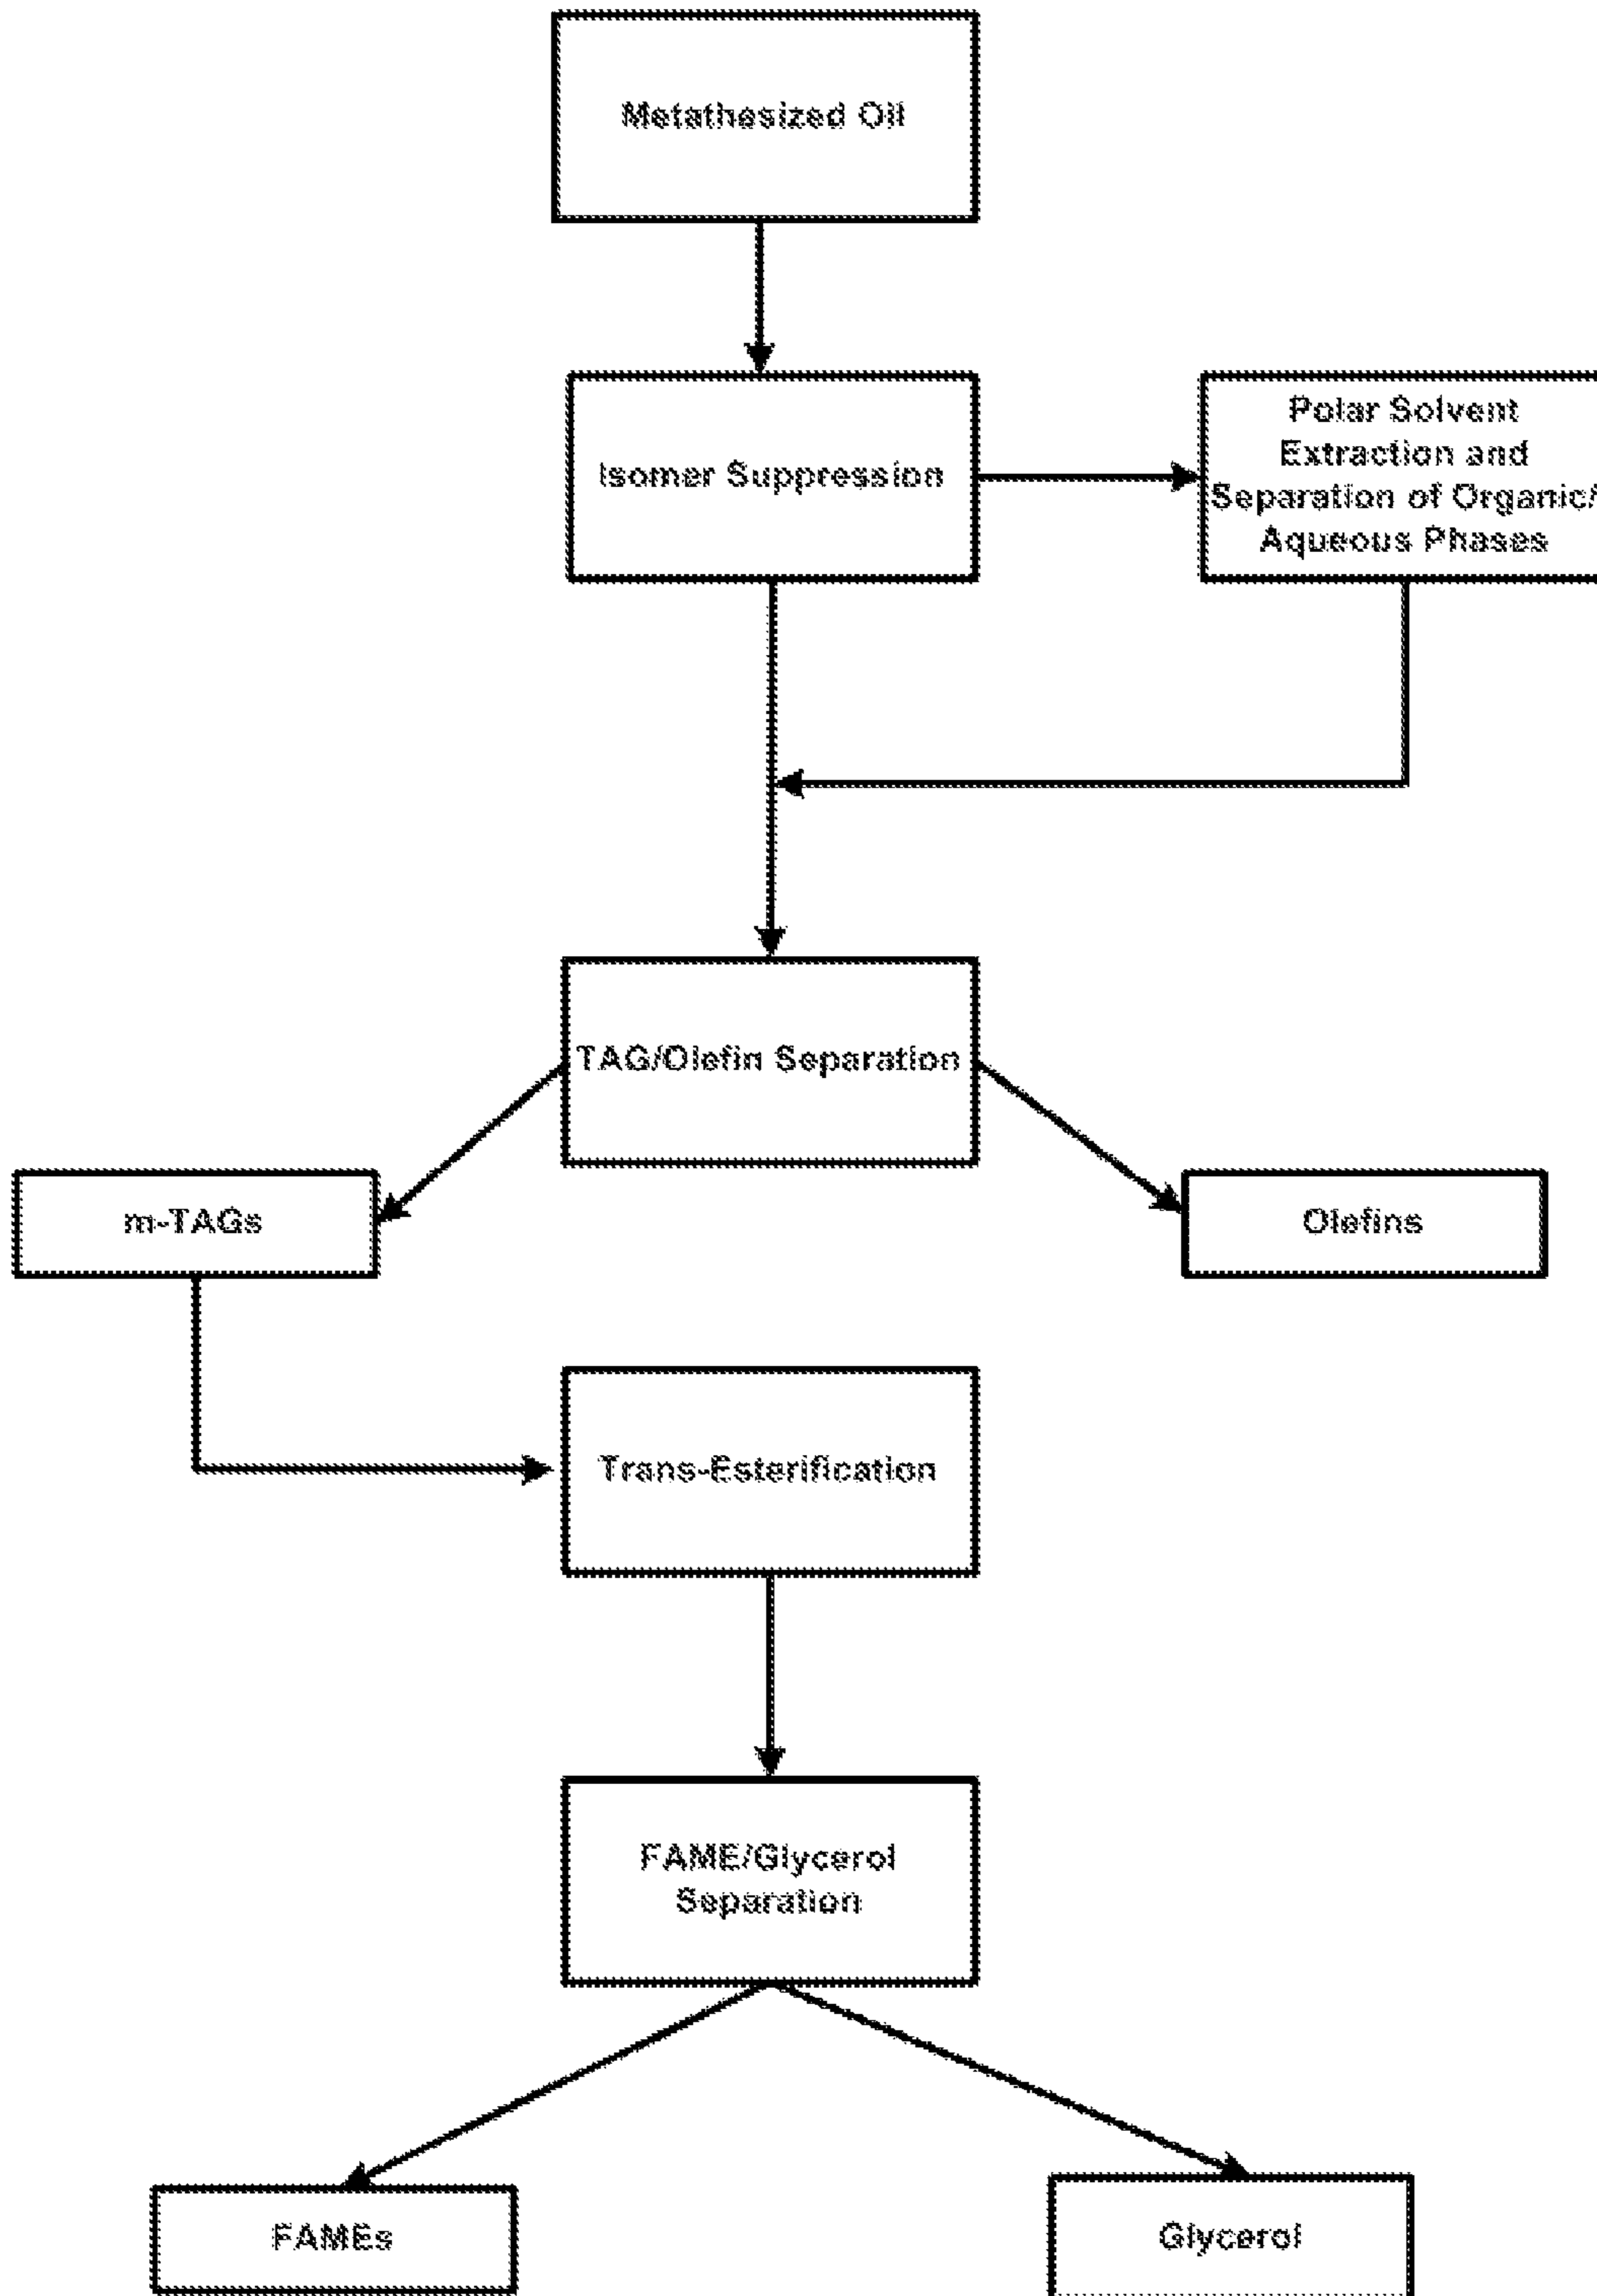 Metathesized Oil
Isomer Suppression
Polar Solvent
Extraction and
Separation of Organic/
Aqueous Phases
TAG/Olefin Separation
m-TAGs
Olefins
Trans-Esterification
FAME/Glycerol
Separation
FAMEs
Glycerol